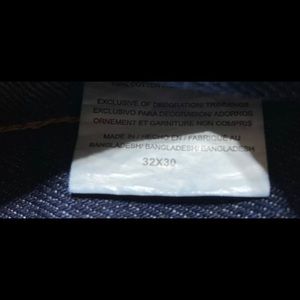 COTTON
EXCLUSIVE OF DECORATION/ TRIMMINGS
EXCLUSIVO PARA DECORACION/ ADORNOS
ORNEMENT ET GARNITURE NON COMPRIS
MADE IN / HECHO EN / FABRIQUE AU
BANGLADESH/ BANGLADESH/ BANGLADESH
32X30